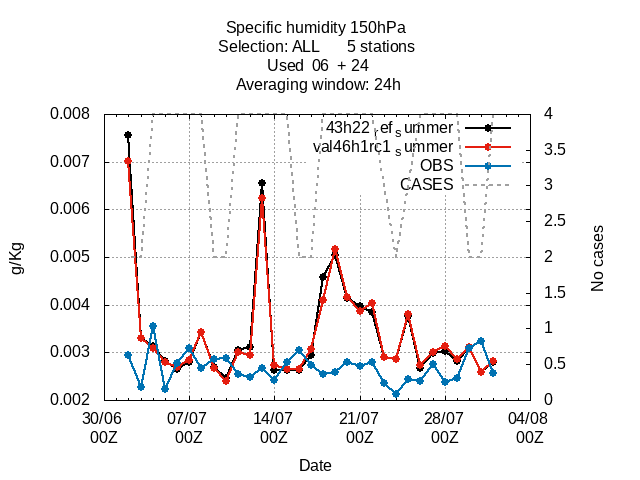 Specific humidity 150hPa
Selection: ALL 5 stations
Used 06 + 24
Averaging window: 24h
0.008
0.007
0.006
0.005
0.004
0.003
0.002
g/Kg
43h22_ref_summer
val46h1rc1_summer
OBS
CASES
4
3.5
3
2.5
2
1.5
1
0.5
0
No cases
30/06 07/07 14/07 21/07 28/07 04/08
00Z 00Z 00Z 00Z 00Z 00Z
Date